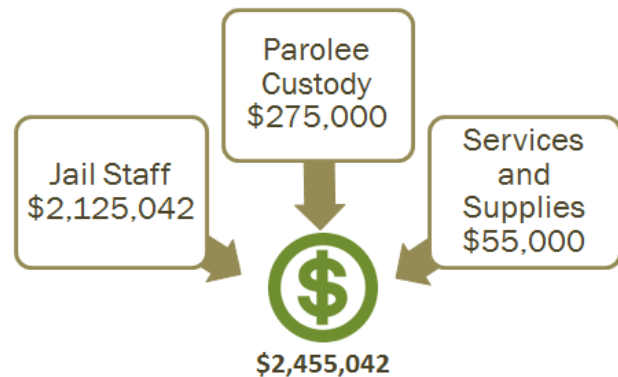 Parolee
Custody
$275,000
Jail Staff
$2,125,042
Services
and
Supplies
$55,000
$
$2,455,042